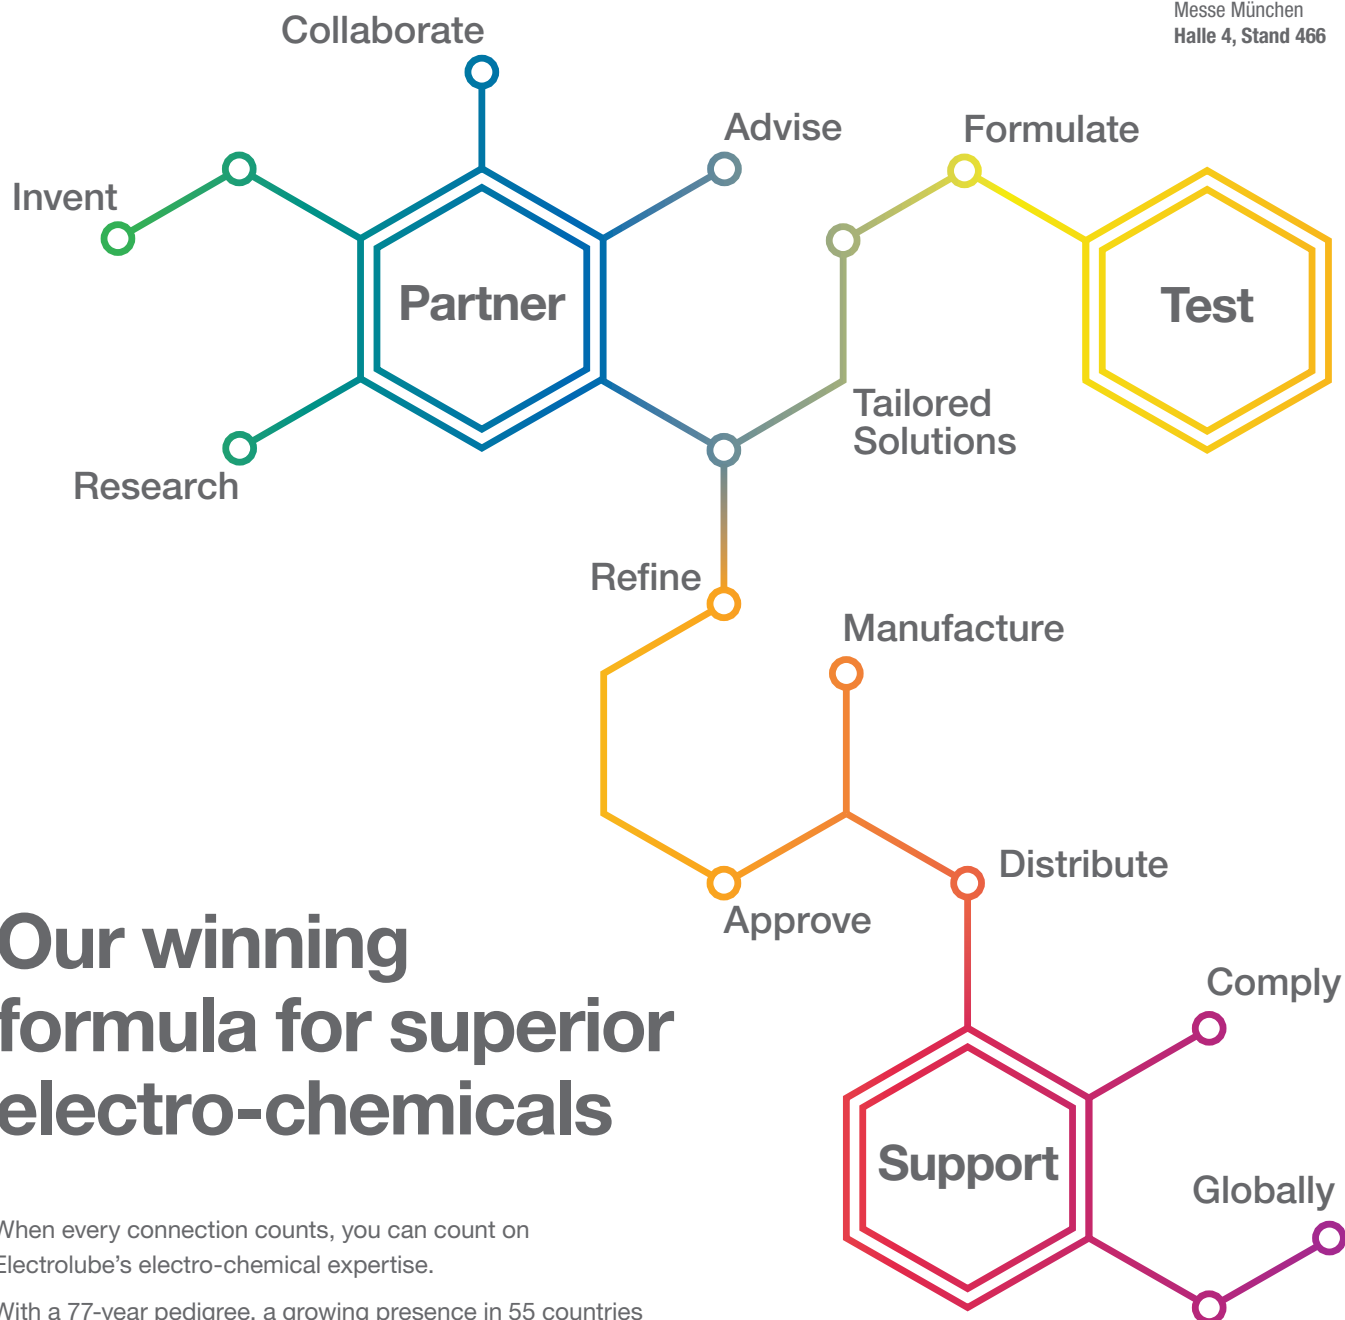 Messe München
Halle 4, Stand 466
Collaborate
Advise
Formulate
Invent
Partner
Test
Tailored
Solutions
Research
Refine
Manufacture
Distribute
Approve
Our winning
formula for superior
electro-chemicals
Comply
Support
Globally
When every connection counts, you can count on
Electrolube’s electro-chemical expertise.
With a 77-year pedigree, a growing presence in 55 countries